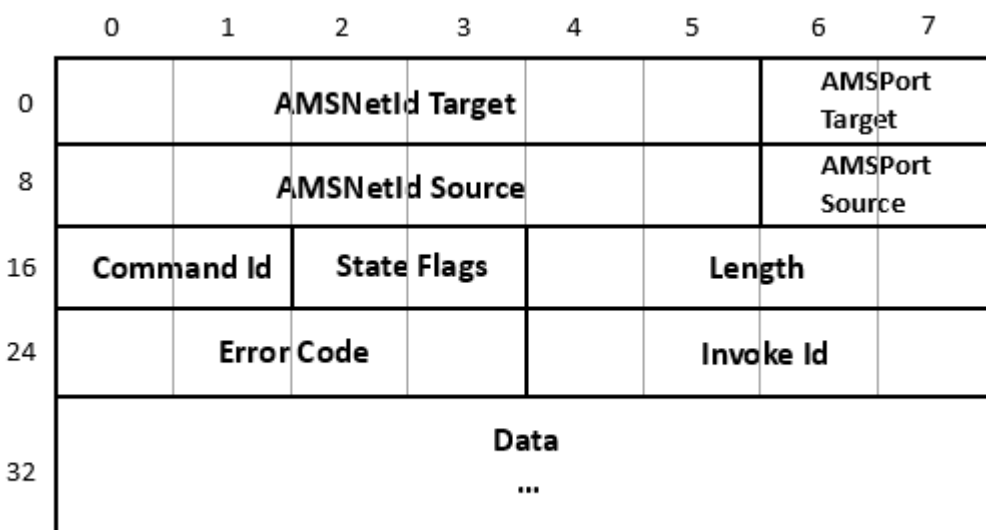 0 1 2 3 4 5 6 7
0 AMSNetId Target AMSPort
Target
8 AMSNetId Source AMSPort
Source
16 Command Id State Flags Length
24 Error Code Invoke Id
Data
32
...